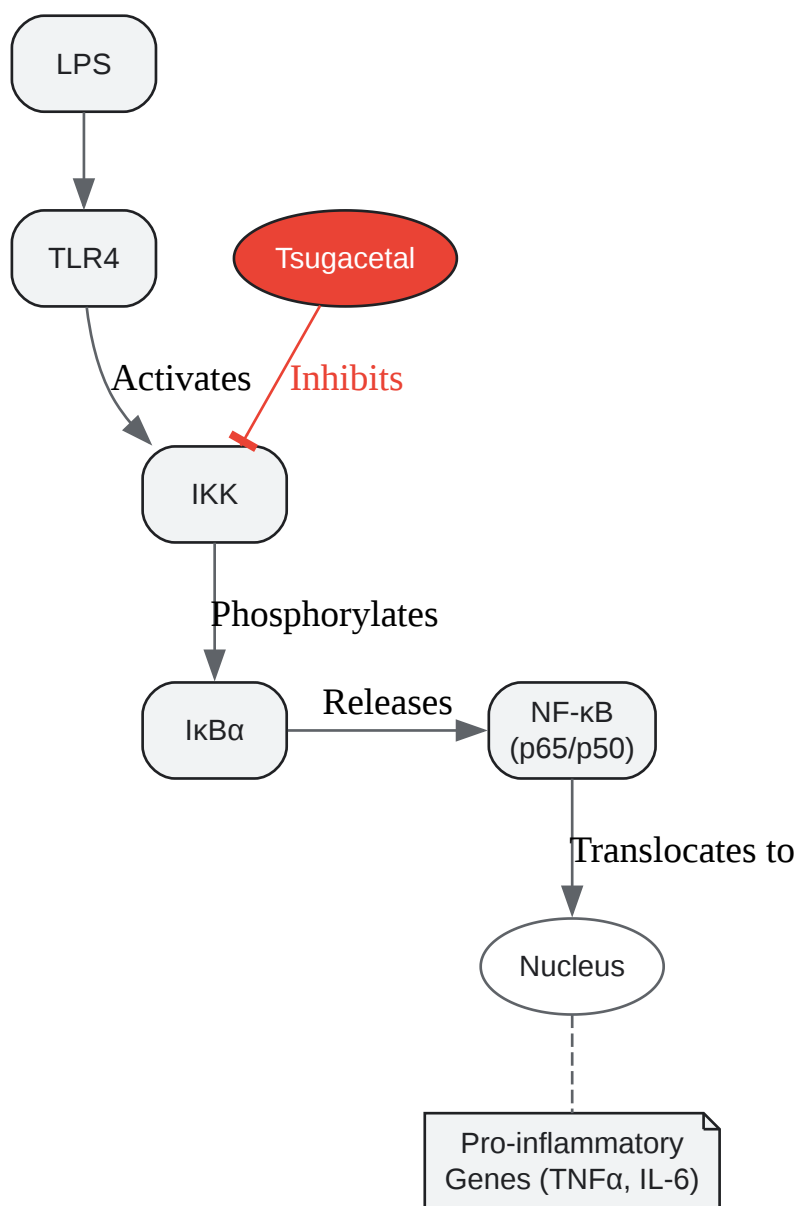 LPS
TLR4
Tsugacetal
Activates
Inhibits
IKK
Phosphorylates
IκBα
Releases
NF-κB
(p65/p50)
Translocates to
Nucleus
Pro-inflammatory
Genes (TNFα, IL-6)